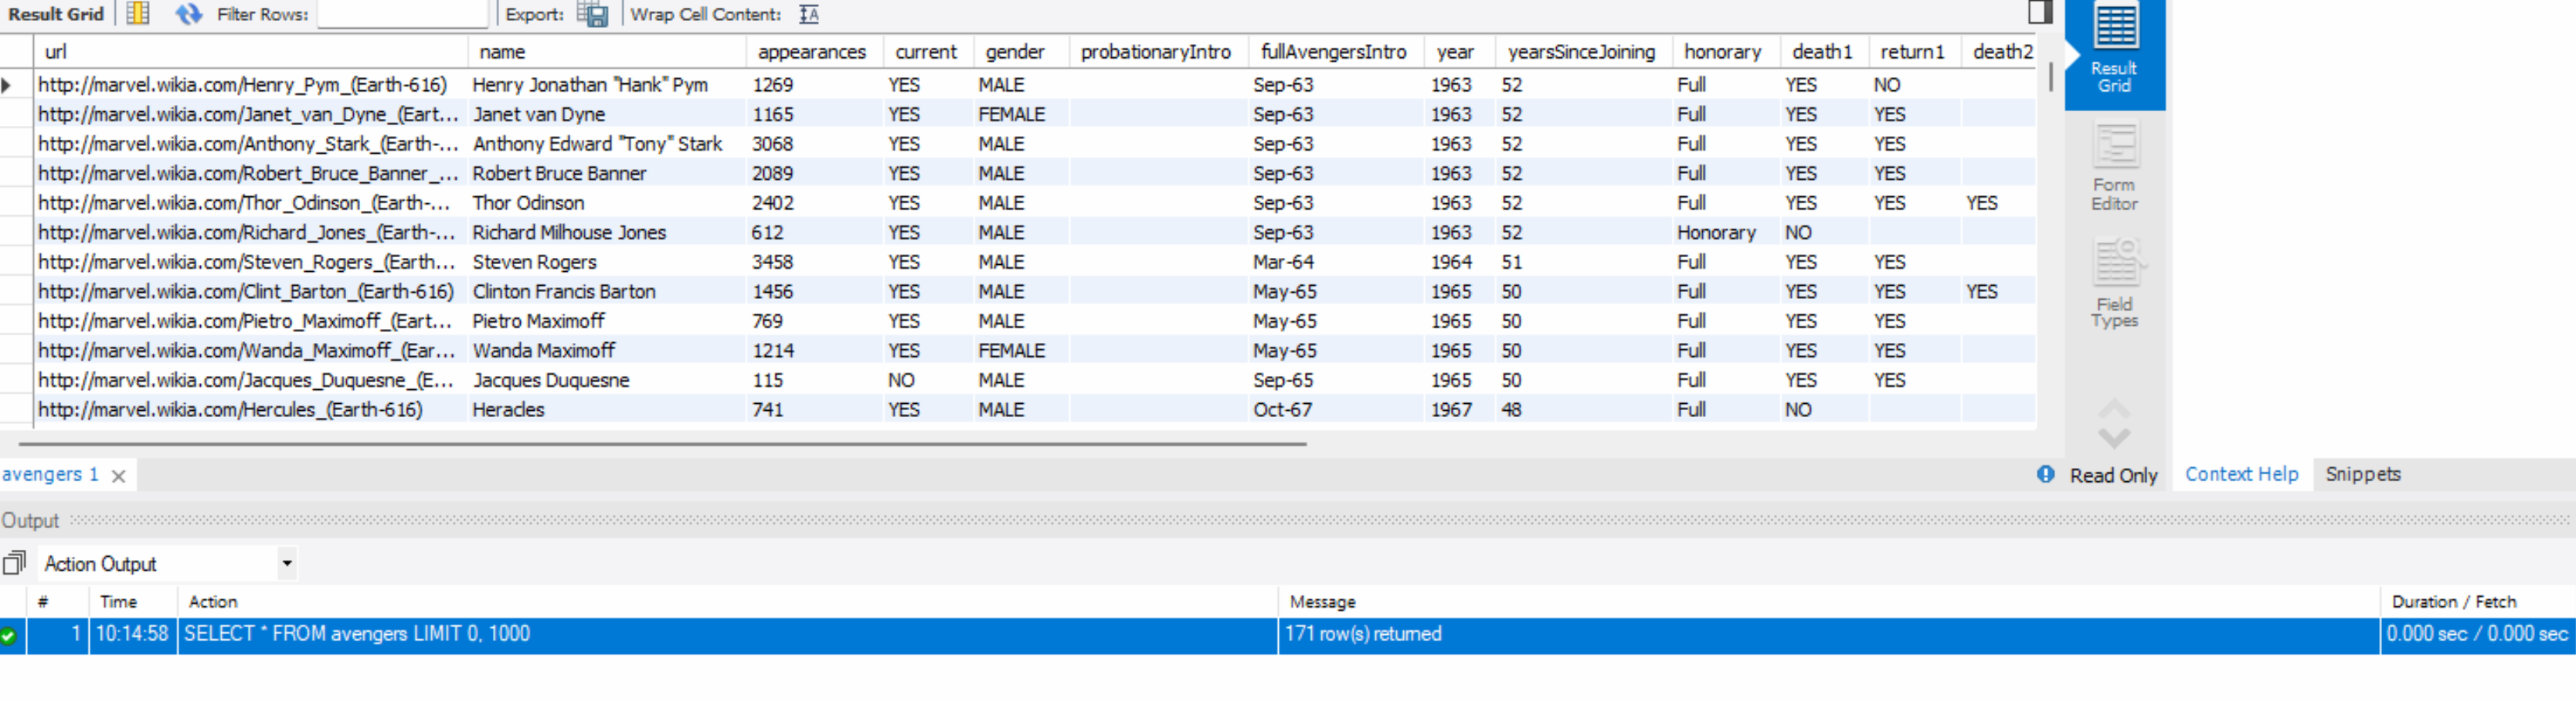 Result Grid Filter Rows: Export: Wrap Cell Content: IA
url name appearances current gender probationaryIntro fullAvengersIntro year yearsSinceJoining honorary death1 return1 death2
http://marvel.wikia.com/Henry_Pym_(Earth-616) Henry Jonathan "Hank" Pym 1269 YES MALE Sep-63 1963 52 Full YES NO
http://marvel.wikia.com/Janet_van_Dyne_(Eart... Janet van Dyne 1165 YES FEMALE Sep-63 1963 52 Full YES YES
http://marvel.wikia.com/Anthony_Stark_(Earth-... Anthony Edward "Tony" Stark 3068 YES MALE Sep-63 1963 52 Full YES YES
http://marvel.wikia.com/Robert_Bruce_Banner_... Robert Bruce Banner 2089 YES MALE Sep-63 1963 52 Full YES YES
http://marvel.wikia.com/Thor_Odinson_(Earth-... Thor Odinson 2402 YES MALE Sep-63 1963 52 Full YES YES YES
http://marvel.wikia.com/Richard_Jones_(Earth-... Richard Milhouse Jones 612 YES MALE Sep-63 1963 52 Honorary NO
http://marvel.wikia.com/Steven_Rogers_(Earth... Steven Rogers 3458 YES MALE Mar-64 1964 51 Full YES YES
http://marvel.wikia.com/Clint_Barton_(Earth-616) Clinton Francis Barton 1456 YES MALE May-65 1965 50 Full YES YES YES
http://marvel.wikia.com/Pietro_Maximoff_(Eart... Pietro Maximoff 769 YES MALE May-65 1965 50 Full YES YES
http://marvel.wikia.com/Wanda_Maximoff_(Ear... Wanda Maximoff 1214 YES FEMALE May-65 1965 50 Full YES YES
http://marvel.wikia.com/Jacques_Duquesne_(E... Jacques Duquesne 115 NO MALE Sep-65 1965 50 Full YES YES
http://marvel.wikia.com/Hercules_(Earth-616) Heracles 741 YES MALE Oct-67 1967 48 Full NO
Result
Grid
Form
Editor
Field
Types
avengers 1 Read Only Context Help Snippets
Output
Action Output
# Time Action Message Duration / Fetch
1 10:14:58 SELECT * FROM avengers LIMIT 0, 1000 171 row(s) returned 0.000 sec / 0.000 sec